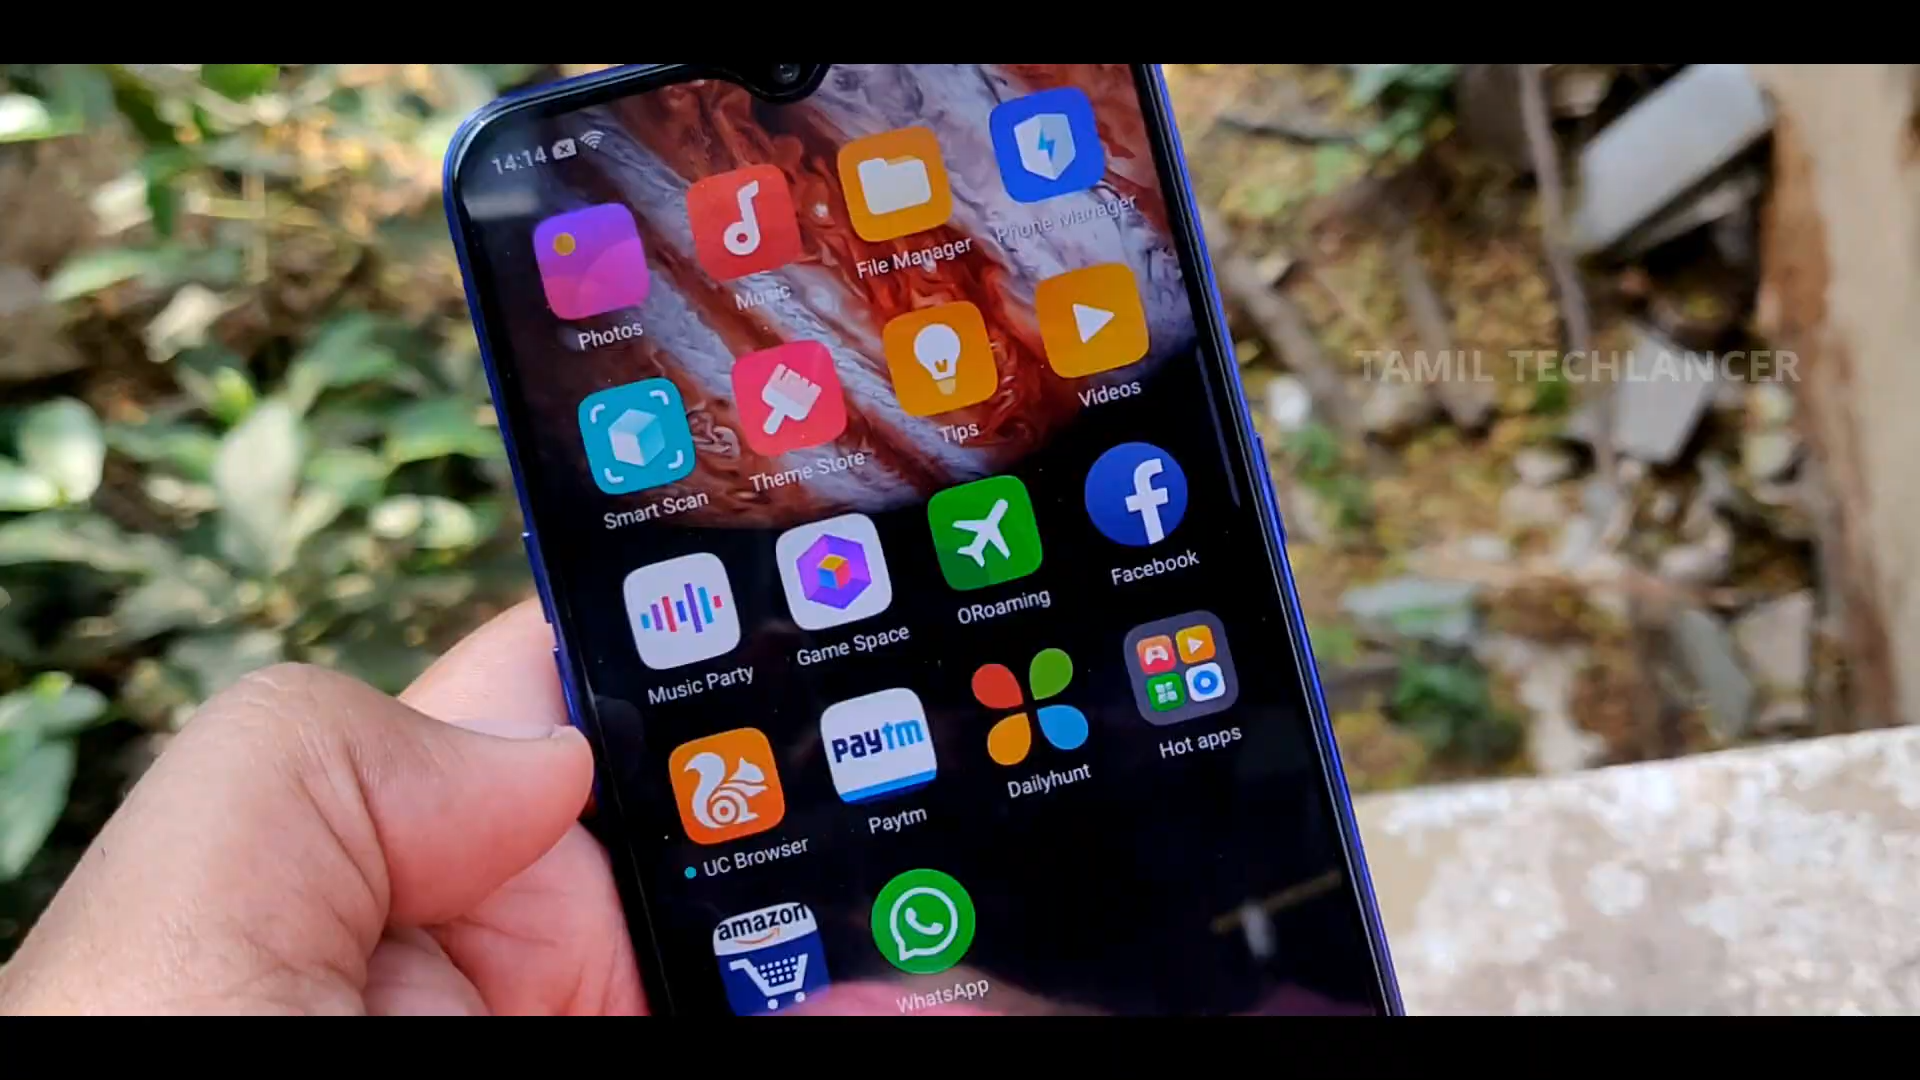 14:14
Photos
Music
File Manager
Phone Manager
Smart Scan
Theme Store
Tips
Videos
Music Party
Game Space
ORoaming
Facebook
UC Browser
paytm
Paytm
Dailyhunt
Hot apps
amazon
WhatsApp
TAMIL TECHLANCER